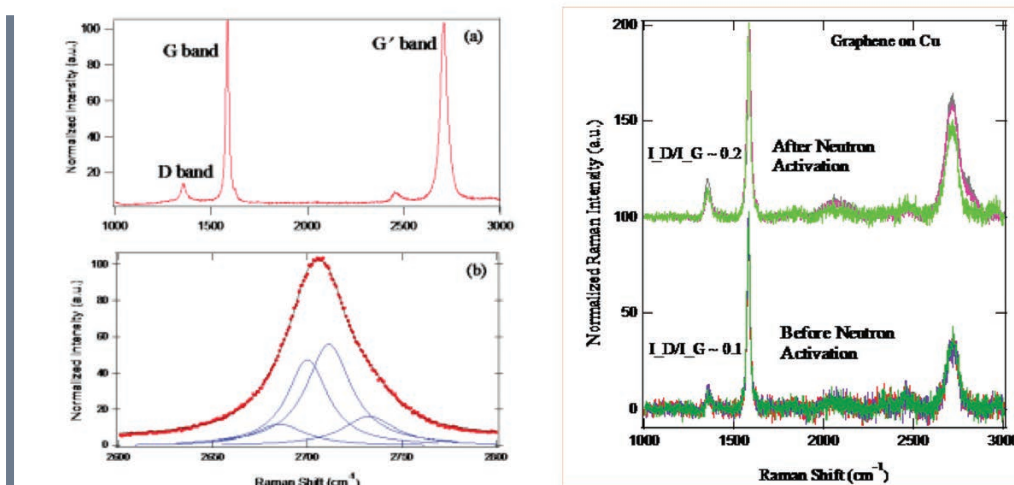 (a)
G band
G′ band
D band
Normalized Intensity (a.u.)
100
80
60
40
20
1000
1500
2000
2500
3000
(b)
Normalized Intensity (a.u.)
100
80
60
40
20
0
2600
2650
2700
2750
2800
Raman Shift (cm⁻¹)
Graphene on Cu
I_D/I_G ~ 0.2
After Neutron
Activation
I_D/I_G ~ 0.1
Before Neutron
Activation
Normalized Raman Intensity (a.u.)
200
150
100
50
0
1000
1500
2000
2500
3000
Raman Shift (cm⁻¹)